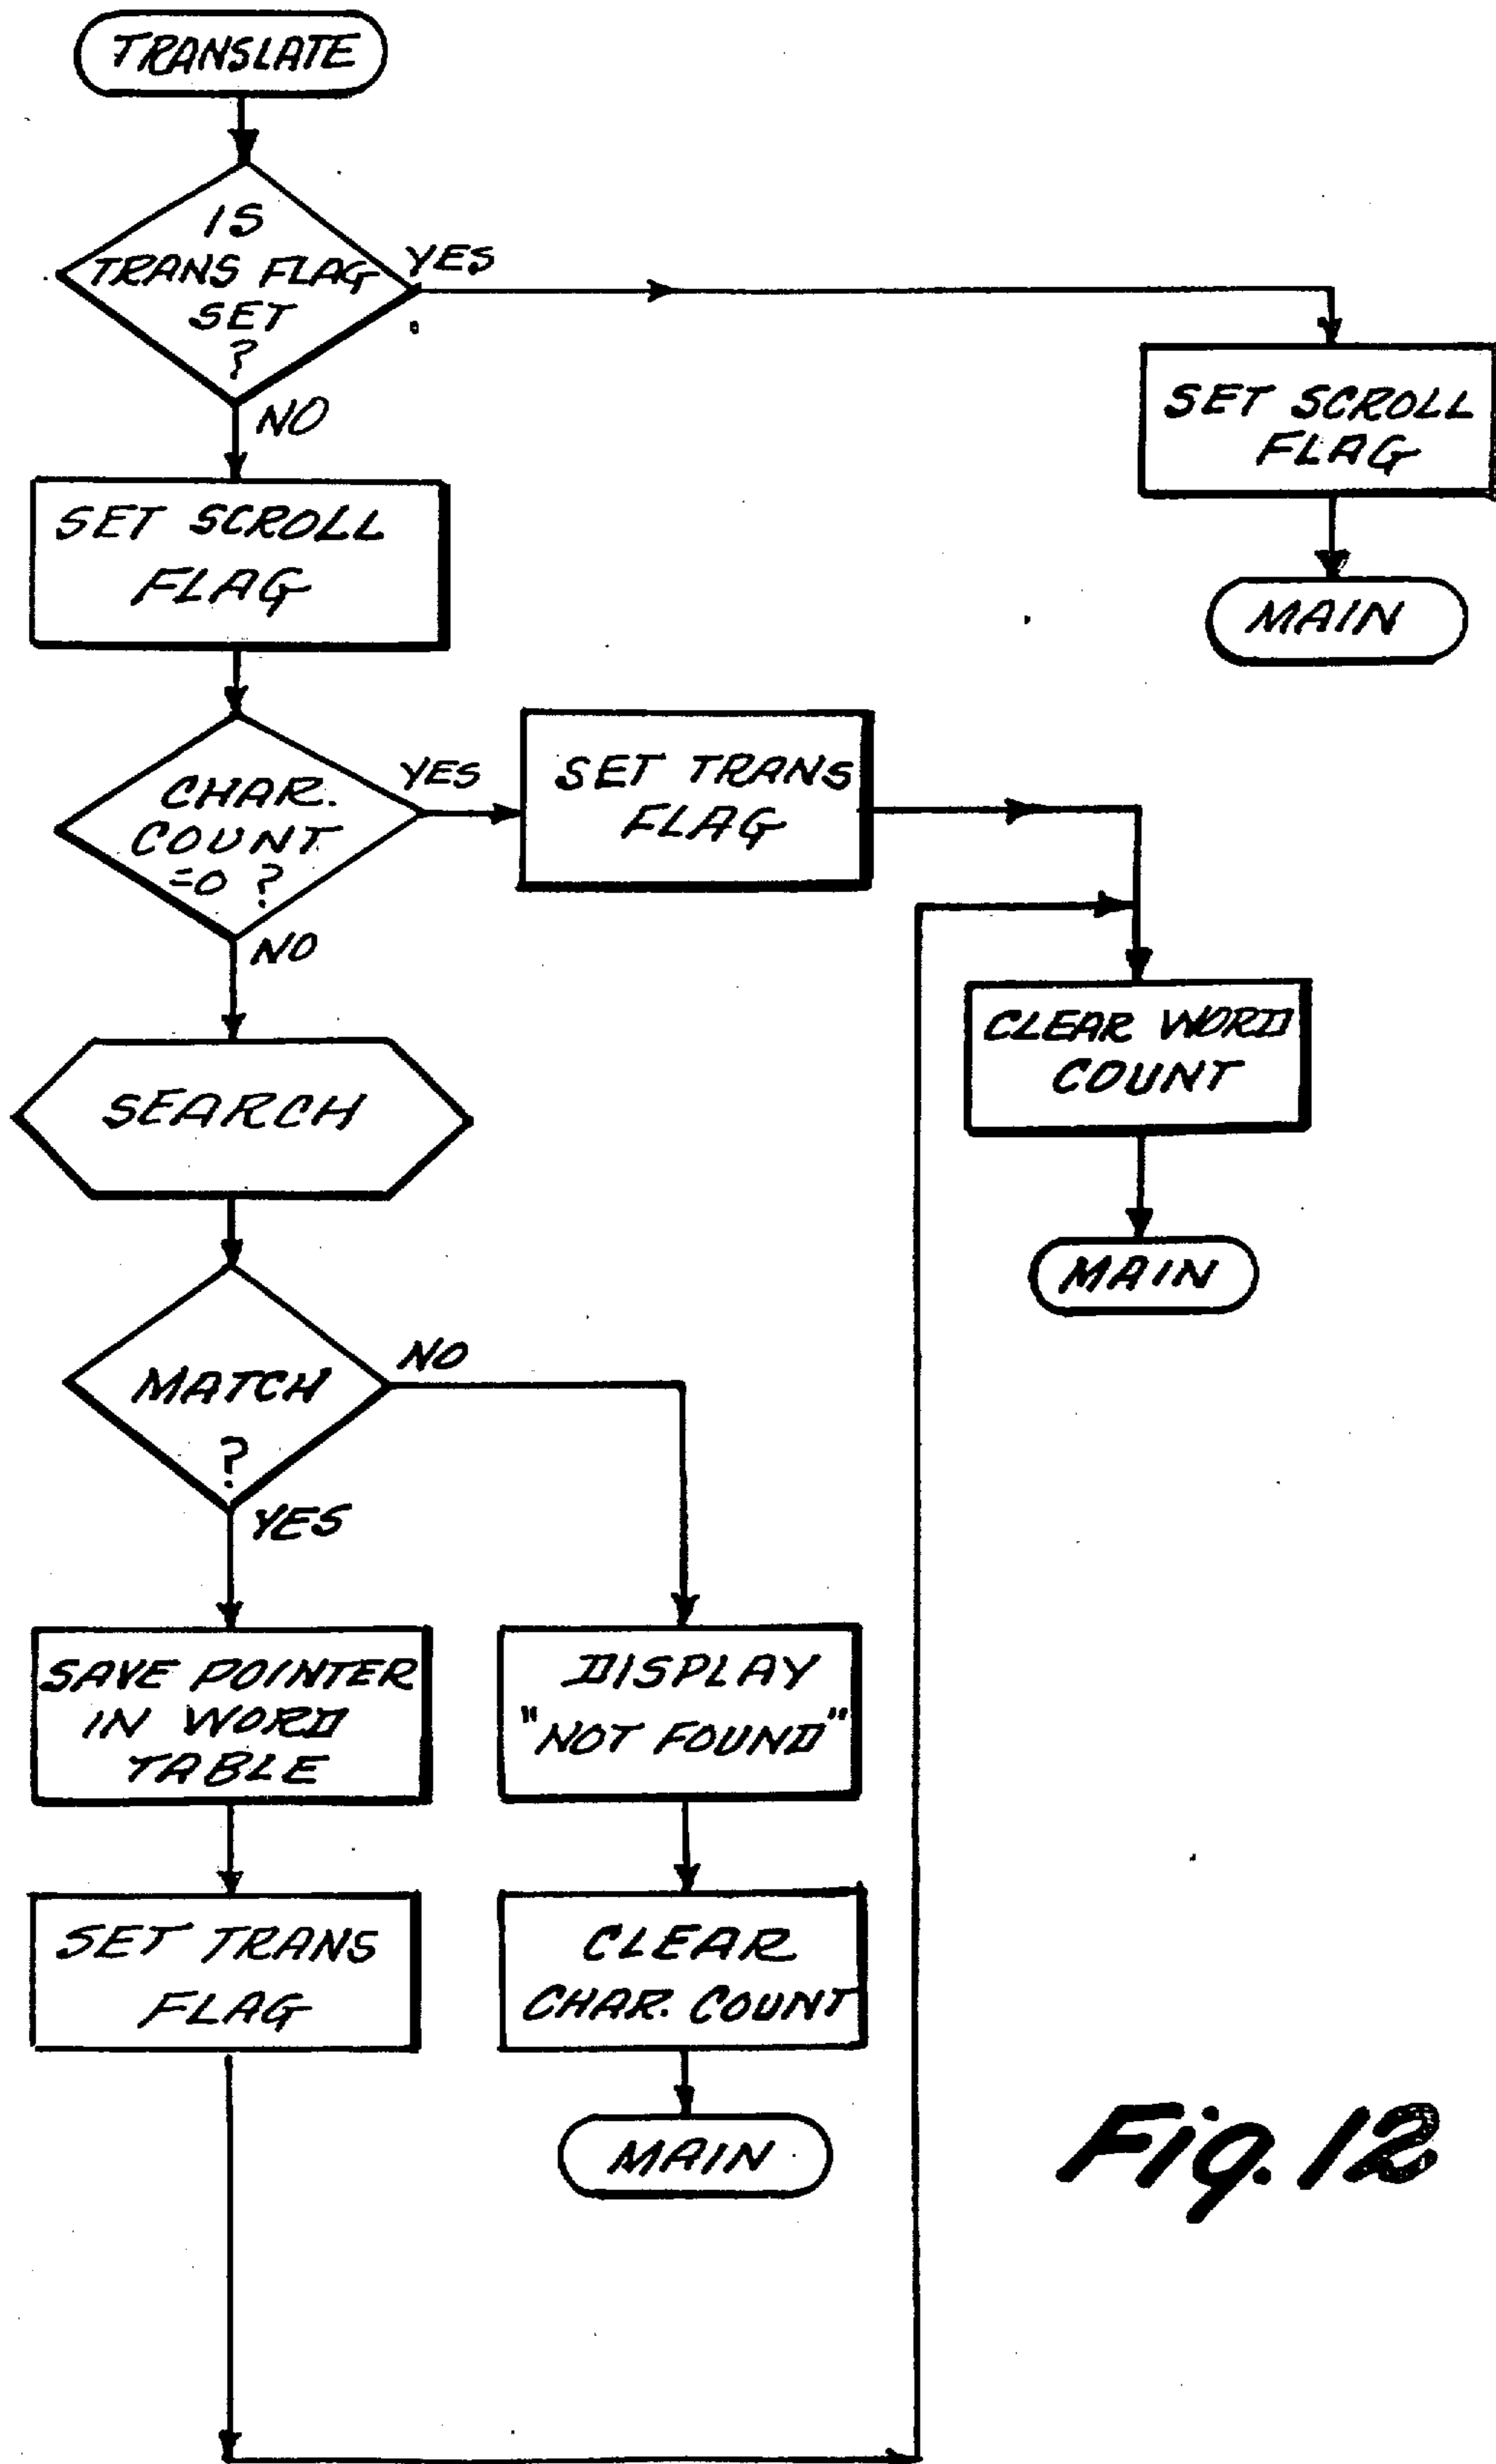 TRANSLATE
IS
TRANS FLAG
SET
?
YES
NO
SET SCROLL
FLAG
MAIN
SET SCROLL
FLAG
CHAR.
COUNT
=0 ?
YES
NO
SET TRANS
FLAG
CLEAR WORD
COUNT
MAIN
SEARCH
MATCH
?
NO
YES
SAVE POINTER
IN WORD
TABLE
DISPLAY
"NOT FOUND"
SET TRANS
FLAG
CLEAR
CHAR. COUNT
MAIN
Fig. 12